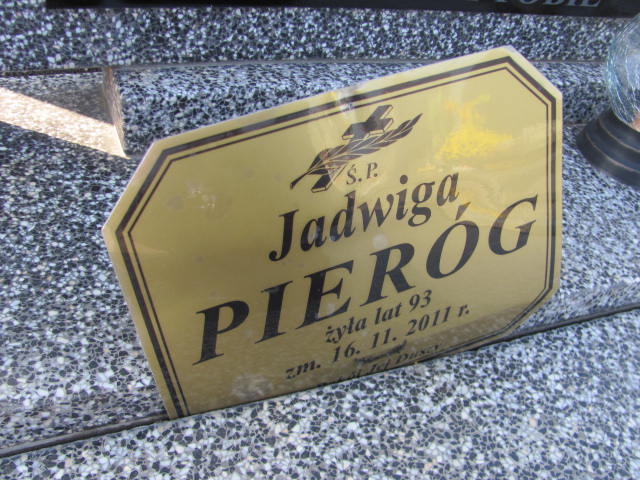 Ś.P.
Jadwiga
PIERÓG
żyła lat 93
zm. 16. 11. 2011 r.